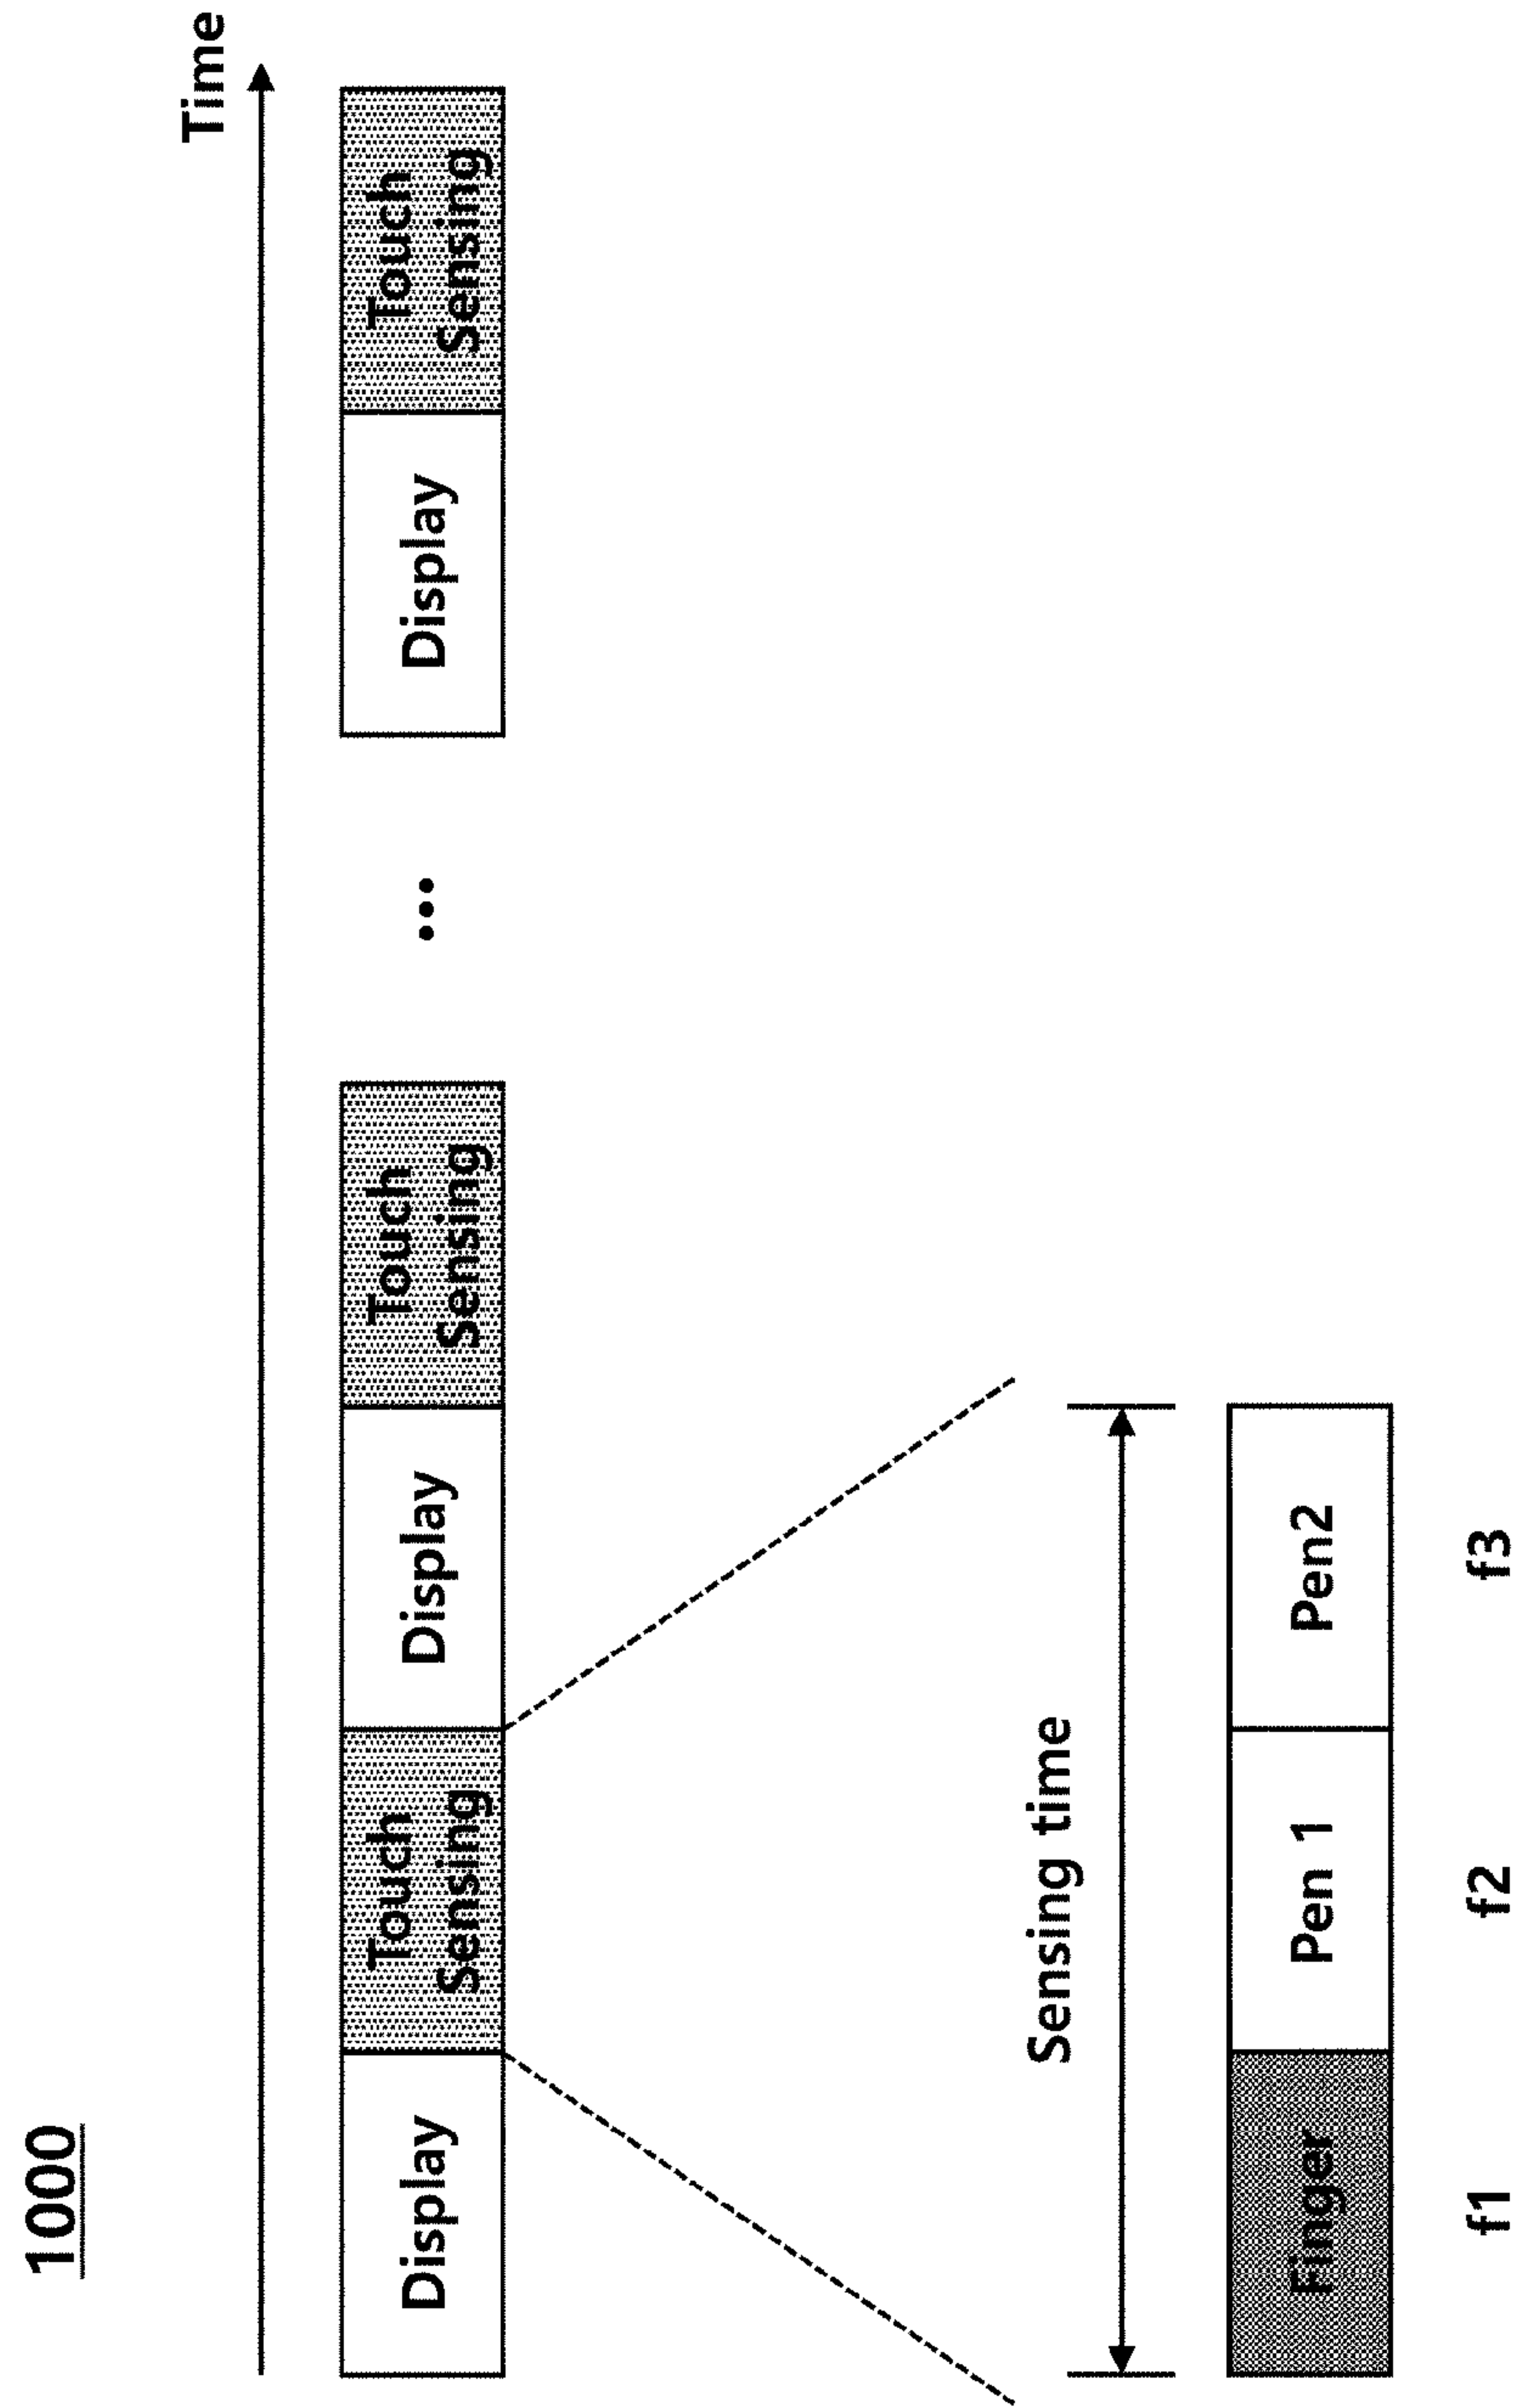 1000
Time
Display
Touch
Sensing
Display
Touch
Sensing
...
Display
Touch
Sensing
Sensing time
Finger
Pen 1
Pen2
f1
f2
f3